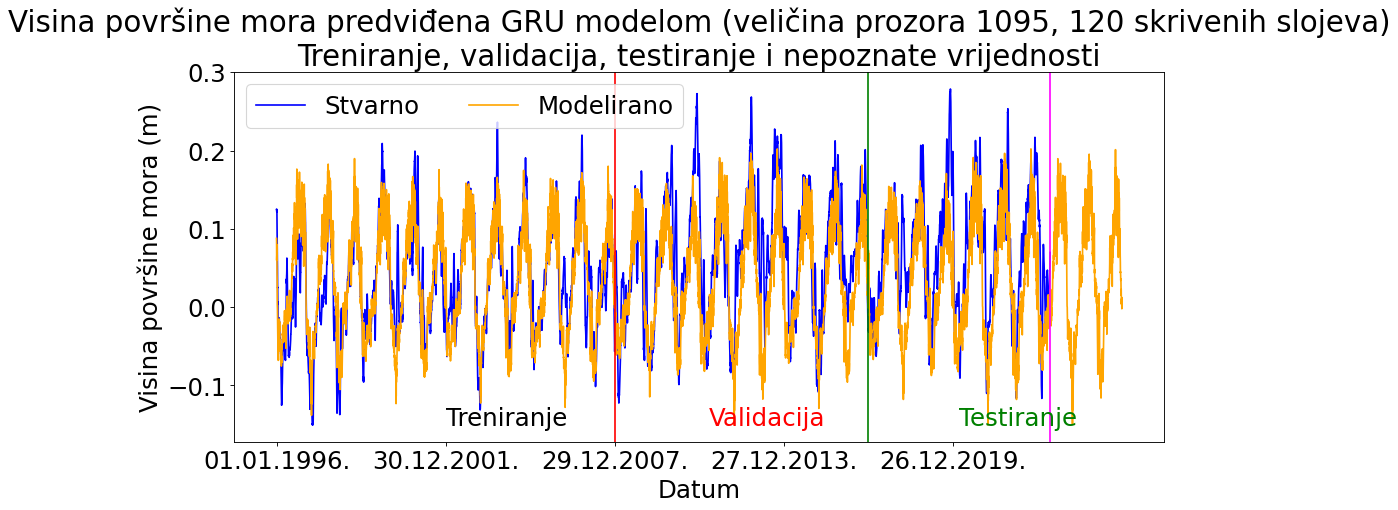 Visina površine mora predviđena GRU modelom (veličina prozora 1095, 120 skrivenih slojeva)
Treniranje, validacija, testiranje i nepoznate vrijednosti
Stvarno Modelirano
Visina površine mora (m)
0.3
0.2
0.1
0.0
−0.1
Treniranje Validacija Testiranje
01.01.1996. 30.12.2001. 29.12.2007. 27.12.2013. 26.12.2019.
Datum